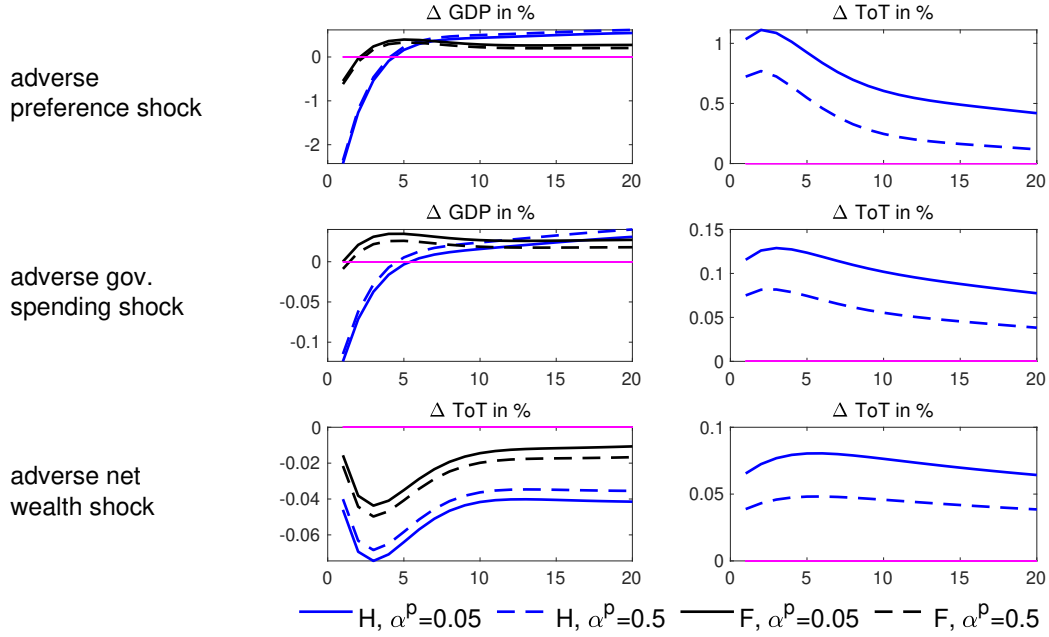 Δ GDP in %
Δ ToT in %
adverse
preference shock
0
-1
-2
0 5 10 15 20
1
0.5
0
0 5 10 15 20
Δ GDP in %
Δ ToT in %
adverse gov.
spending shock
0
-0.05
-0.1
0 5 10 15 20
0.15
0.1
0.05
0
0 5 10 15 20
Δ ToT in %
Δ ToT in %
adverse net
wealth shock
0
-0.02
-0.04
-0.06
0 5 10 15 20
0.1
0.05
0
0 5 10 15 20
H, αᵖ=0.05 H, αᵖ=0.5 F, αᵖ=0.05 F, αᵖ=0.5